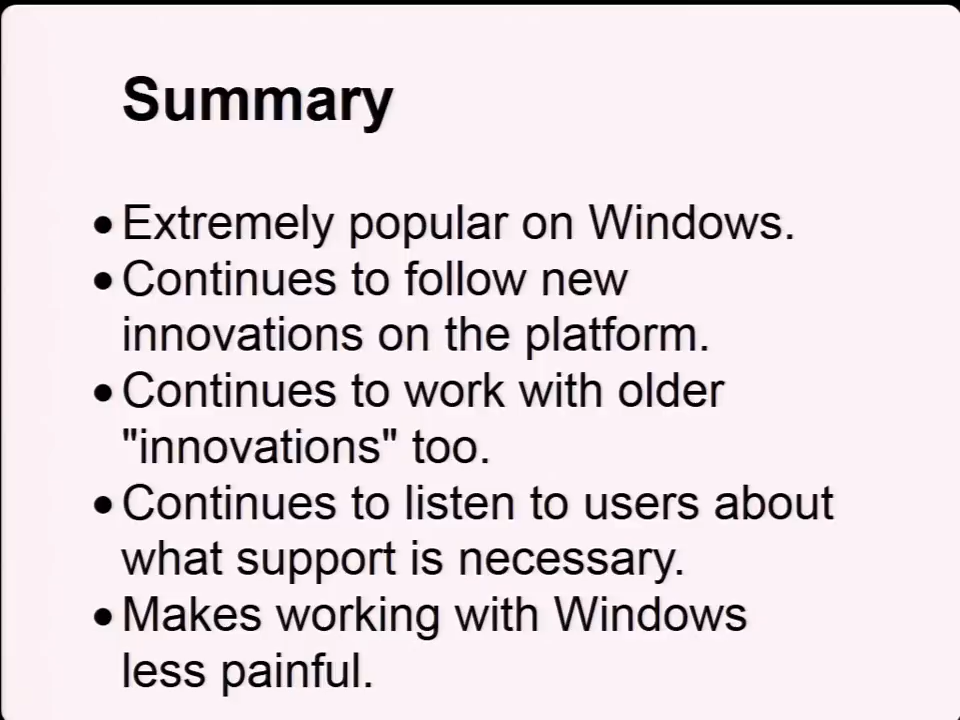 Summary
• Extremely popular on Windows.
• Continues to follow new
innovations on the platform.
• Continues to work with older
"innovations" too.
• Continues to listen to users about
what support is necessary.
• Makes working with Windows
less painful.